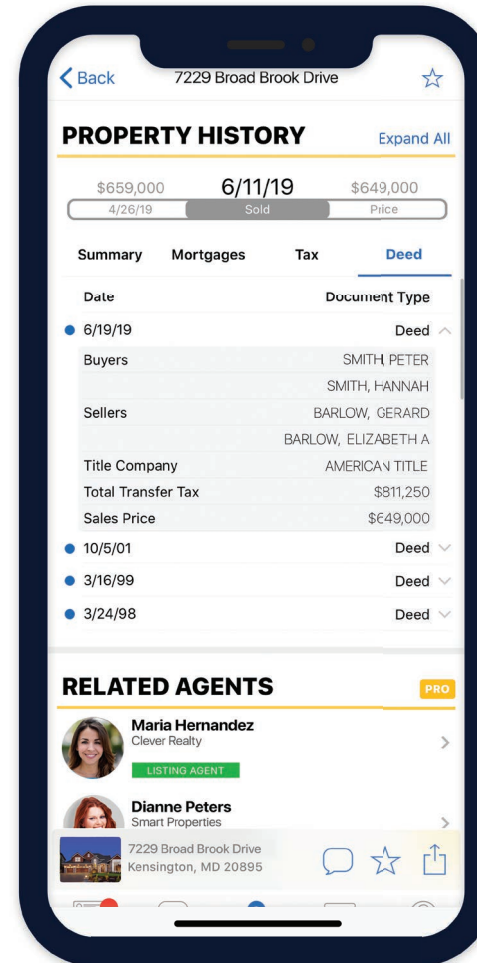 Back 7229 Broad Brook Drive
PROPERTY HISTORY Expand All
$659,000 6/11/19 $649,000
4/26/19 Sold Price
Summary Mortgages Tax Deed
Date Document Type
6/19/19 Deed
Buyers SMITH, PETER
SMITH, HANNAH
Sellers BARLOW, GERARD
BARLOW, ELIZABETH A
Title Company AMERICAN TITLE
Total Transfer Tax $811,250
Sales Price $649,000
10/5/01 Deed
3/16/99 Deed
3/24/98 Deed
RELATED AGENTS PRO
Maria Hernandez
Clever Realty
LISTING AGENT
Dianne Peters
Smart Properties
7229 Broad Brook Drive
Kensington, MD 20895